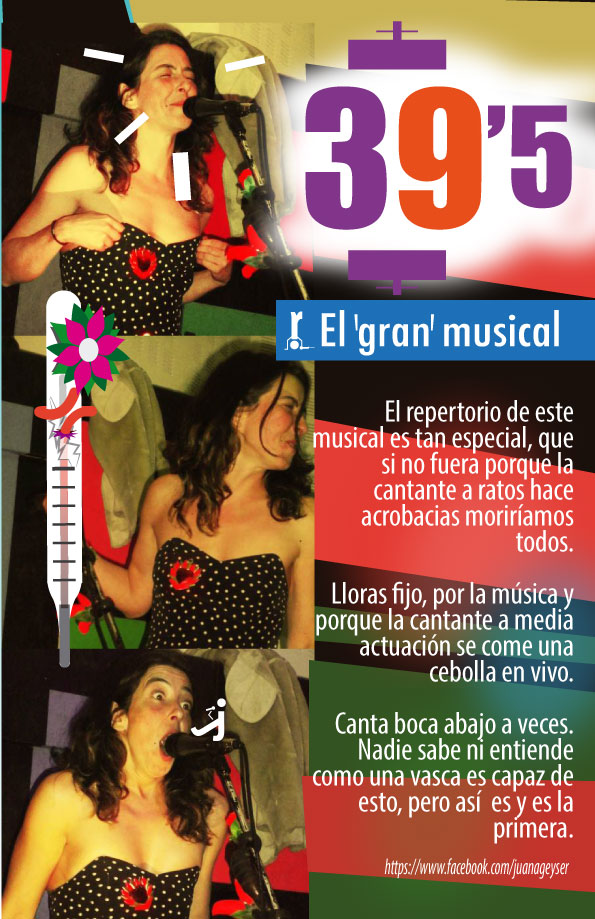 39'5
El 'gran' musical
El repertorio de este
musical es tan especial, que
si no fuera porque la
cantante a ratos hace
acrobacias moriríamos
todos.
Lloras fijo, por la música y
porque la cantante a media
actuación se come una
cebolla en vivo.
Canta boca abajo a veces.
Nadie sabe ni entiende
como una vasca es capaz de
esto, pero así es y es la
primera.
https://www.facebook.com/juanageyser